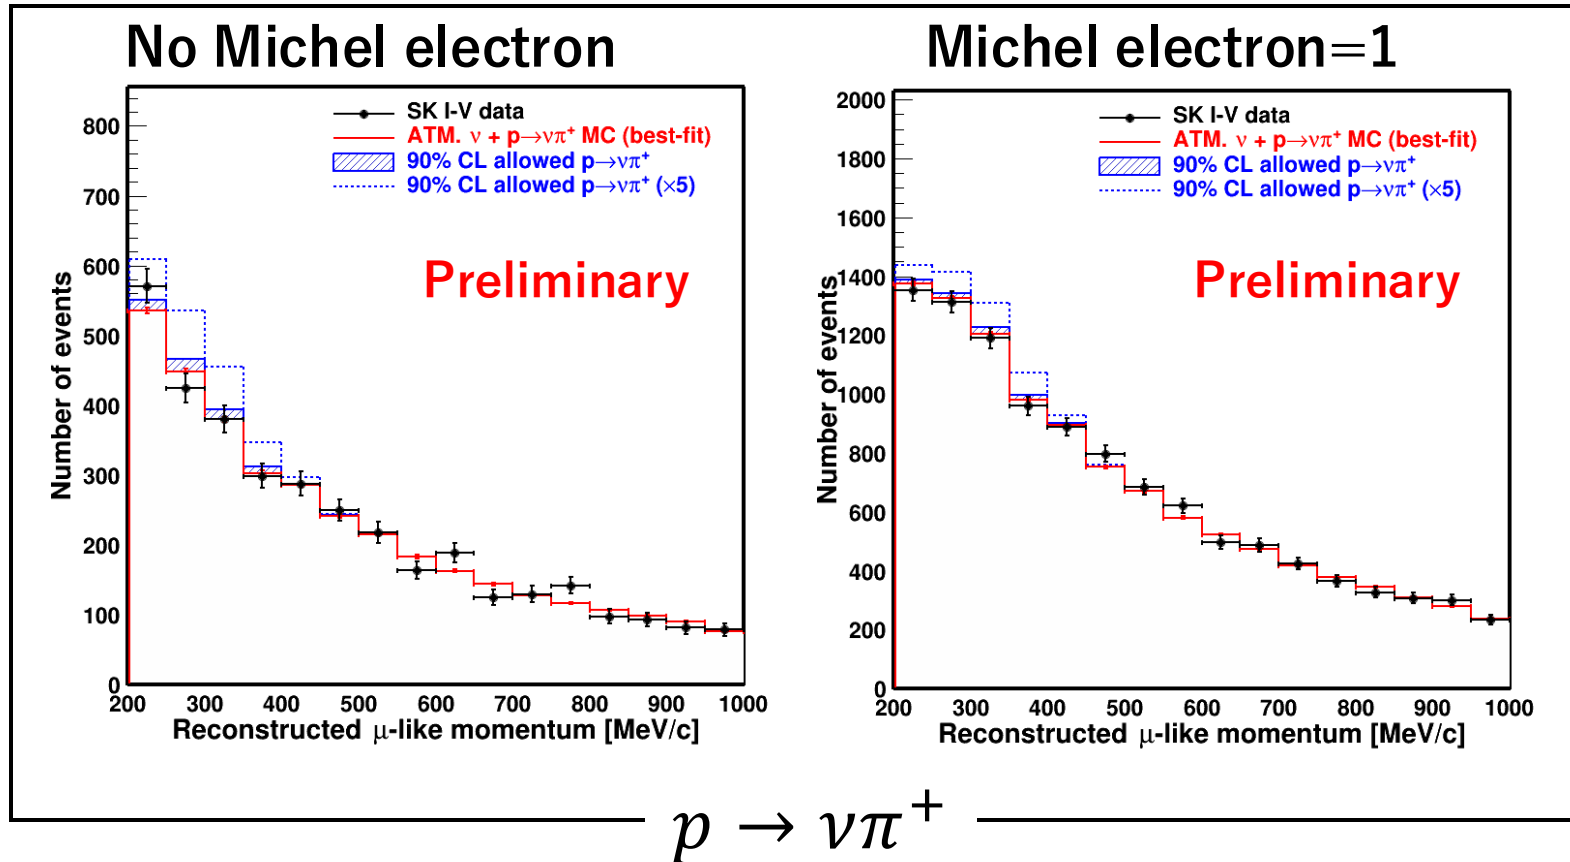 No Michel electron
SK I-V data
ATM. ν + p→νπ⁺ MC (best-fit)
90% CL allowed p→νπ⁺
90% CL allowed p→νπ⁺ (×5)
Preliminary
Number of events
800
700
600
500
400
300
200
100
0
200 300 400 500 600 700 800 900 1000
Reconstructed μ-like momentum [MeV/c]
Michel electron=1
SK I-V data
ATM. ν + p→νπ⁺ MC (best-fit)
90% CL allowed p→νπ⁺
90% CL allowed p→νπ⁺ (×5)
Preliminary
Number of events
2000
1800
1600
1400
1200
1000
800
600
400
200
0
200 300 400 500 600 700 800 900 1000
Reconstructed μ-like momentum [MeV/c]
p → νπ⁺